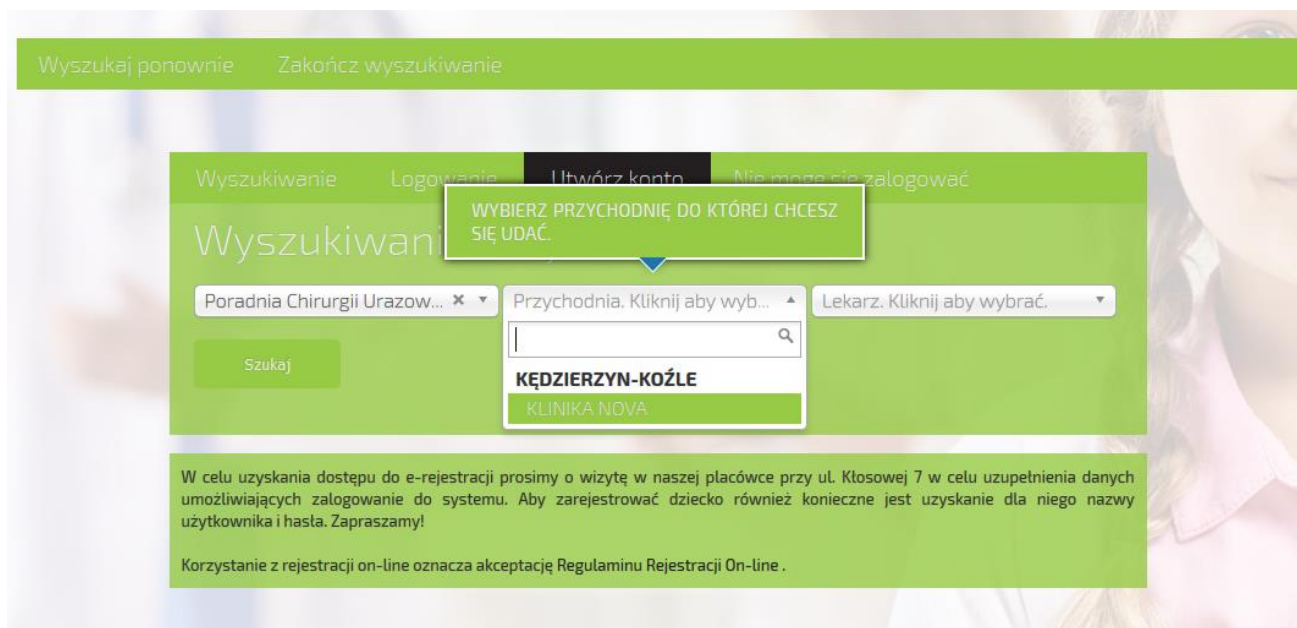 Wyszukaj ponownie Zakończ wyszukiwanie
Wyszukiwanie Logowanie Utwórz konto Nie mogę się zalogować
WYBIERZ PRZYCHODNIĘ DO KTÓREJ CHCESZ
SIĘ UDAĆ.
Wyszukiwani
Poradnia Chirurgii Urazow... × Przychodnia. Kliknij aby wyb... Lekarz. Kliknij aby wybrać.
Szukaj
KĘDZIERZYN-KOŹLE
KLINIKA NOVA
W celu uzyskania dostępu do e-rejestracji prosimy o wizytę w naszej placówce przy ul. Kłosowej 7 w celu uzupełnienia danych
umożliwiających zalogowanie do systemu. Aby zarejestrować dziecko również konieczne jest uzyskanie dla niego nazwy
użytkownika i hasła. Zapraszamy!
Korzystanie z rejestracji on-line oznacza akceptację Regulaminu Rejestracji On-line .